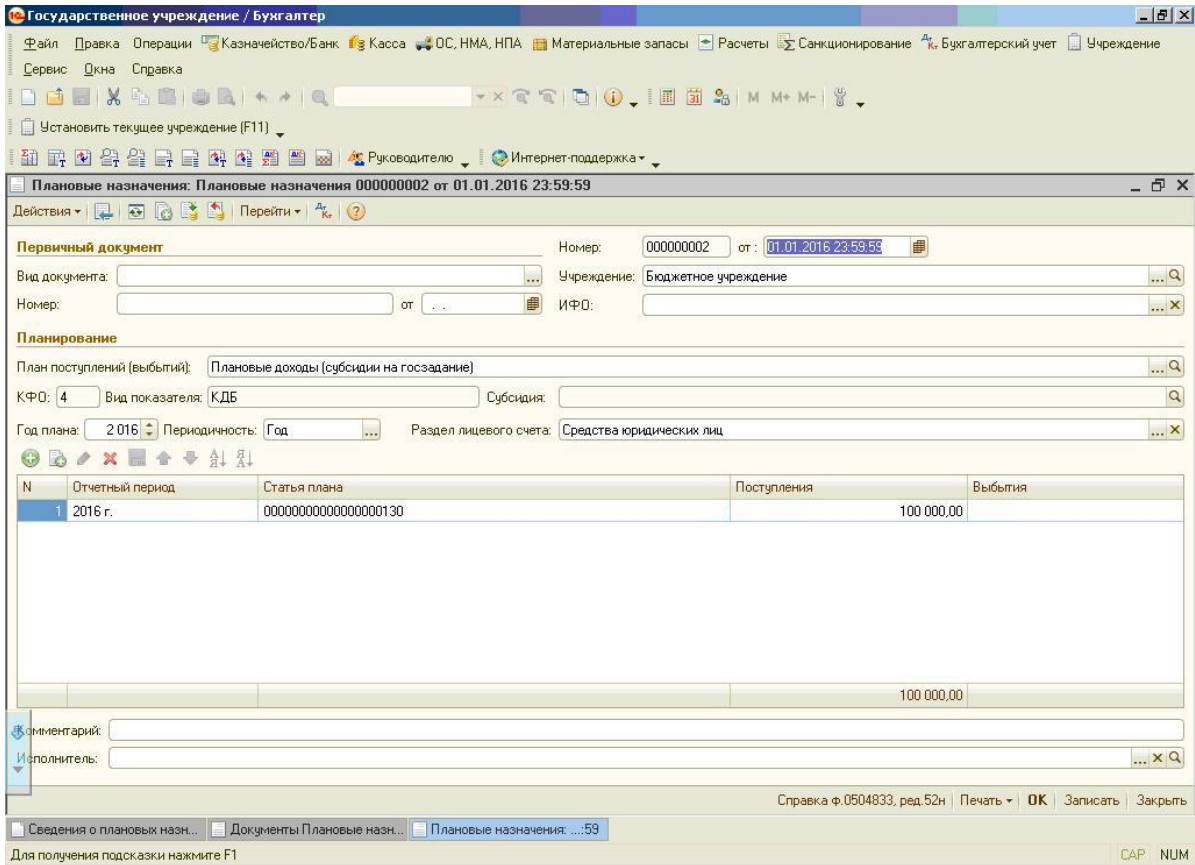 Государственное учреждение / Бухгалтер
Файл Правка Операции Казначейство/Банк Касса ОС, НМА, НПА Материальные запасы Расчеты Санкционирование Бухгалтерский учет Учреждение
Сервис Окна Справка
M M+ M-
Установить текущее учреждение (F11)
Руководителю Интернет-поддержка
Плановые назначения: Плановые назначения 000000002 от 01.01.2016 23:59:59
Действия Перейти
Первичный документ Номер: 000000002 от: 01.01.2016 23:59:59
Вид документа: ... Учреждение: Бюджетное учреждение ...
Номер: от . . ИФО: ...
Планирование
План поступлений (выбытий): Плановые доходы (субсидии на госзадание) ...
КФО: 4 Вид показателя: КДБ Субсидия:
Год плана: 2 016 Периодичность: Год ... Раздел лицевого счета: Средства юридических лиц ...
N Отчетный период Статья плана Поступления Выбытия
1 2016 г. 00000000000000000130 100 000,00
100 000,00
Комментарий:
Исполнитель: ...
Справка ф.0504833, ред.52н Печать OK Записать Закрыть
Сведения о плановых назн... Документы Плановые назн... Плановые назначения: ...:59
Для получения подсказки нажмите F1 CAP NUM